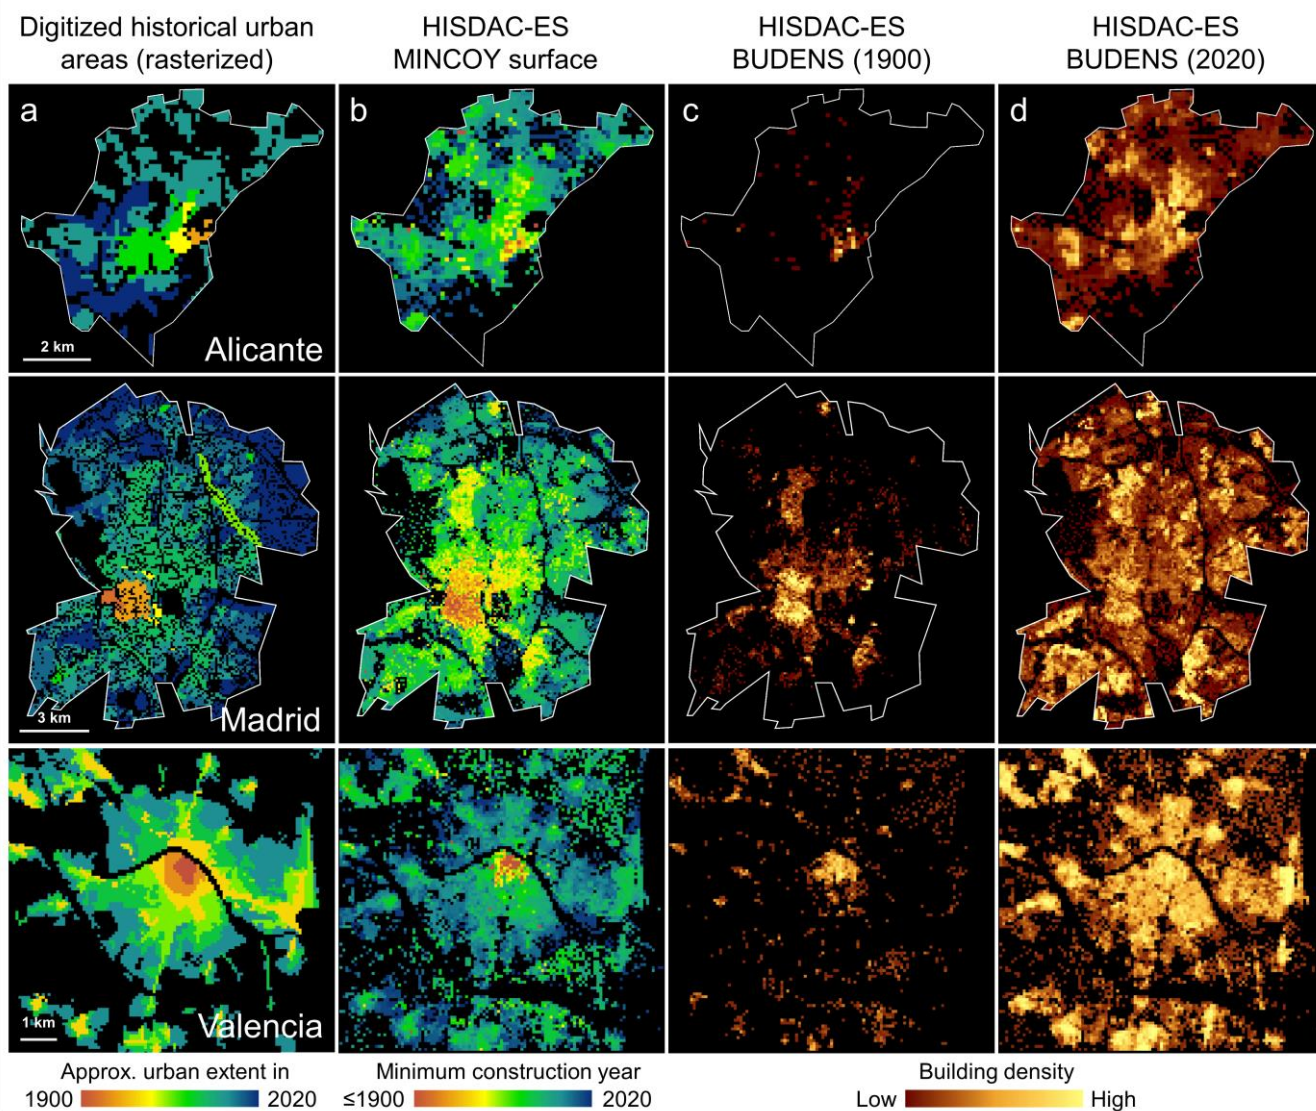 Digitized historical urban
areas (rasterized)
HISDAC-ES
MINCOY surface
HISDAC-ES
BUDENS (1900)
HISDAC-ES
BUDENS (2020)
a
b
c
d
2 km
Alicante
3 km
Madrid
1 km
Valencia
Approx. urban extent in
1900 2020
Minimum construction year
≤1900 2020
Building density
Low High